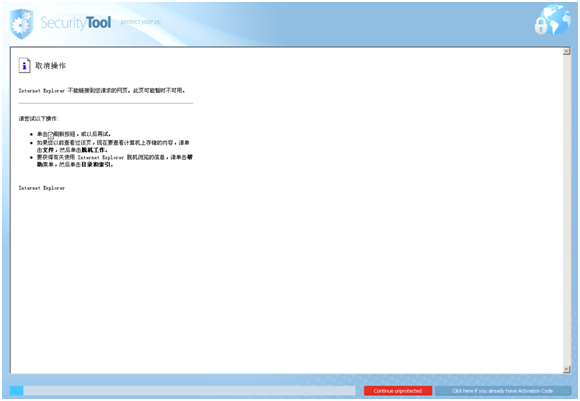 SecurityTool protect your pc
取消操作
Internet Explorer 不能链接到您请求的网页。此页可能暂时不可用。
请尝试以下操作:
单击 刷新按钮，或以后再试。
如果您以前查看过该页，现在要查看计算机上存储的内容，请单
击文件，然后单击脱机工作。
要获得有关使用 Internet Explorer 脱机浏览的信息，请单击帮
助菜单，然后单击目录和索引。
Internet Explorer
Continue unprotected
Click here if you already have Activation Code